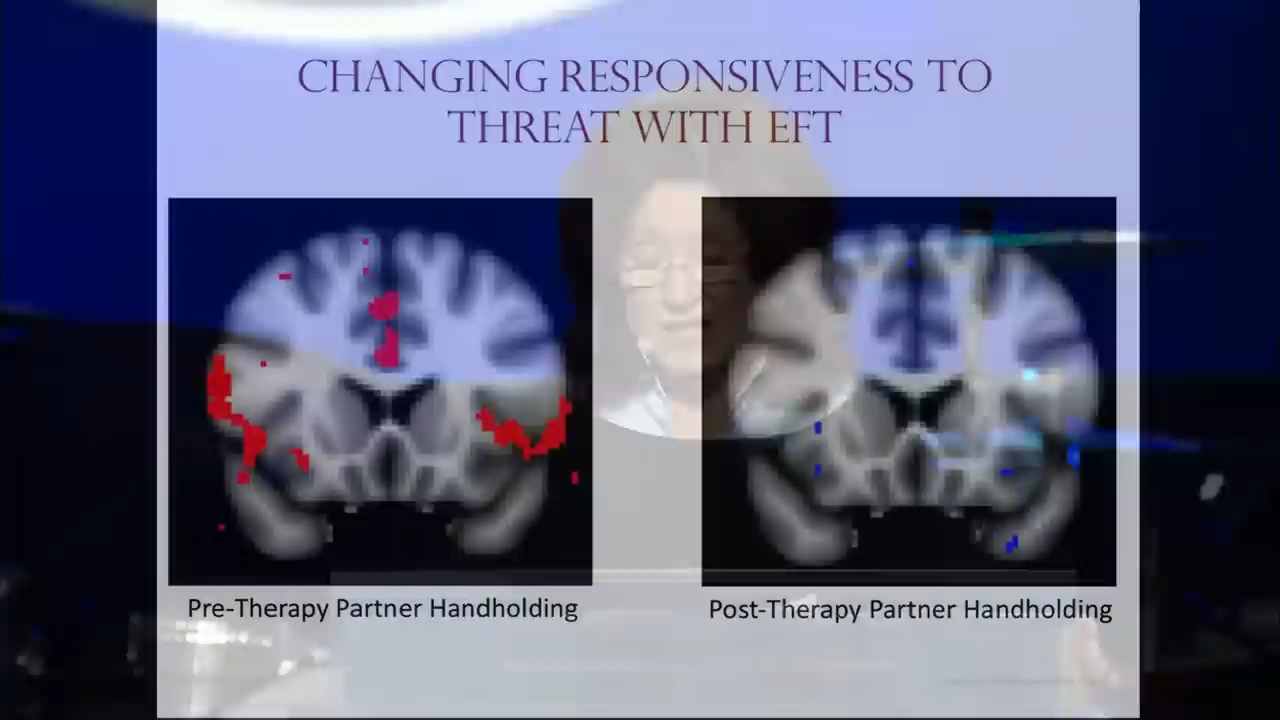 CHANGING RESPONSIVENESS TO
THREAT WITH EFT
Pre-Therapy Partner Handholding
Post-Therapy Partner Handholding